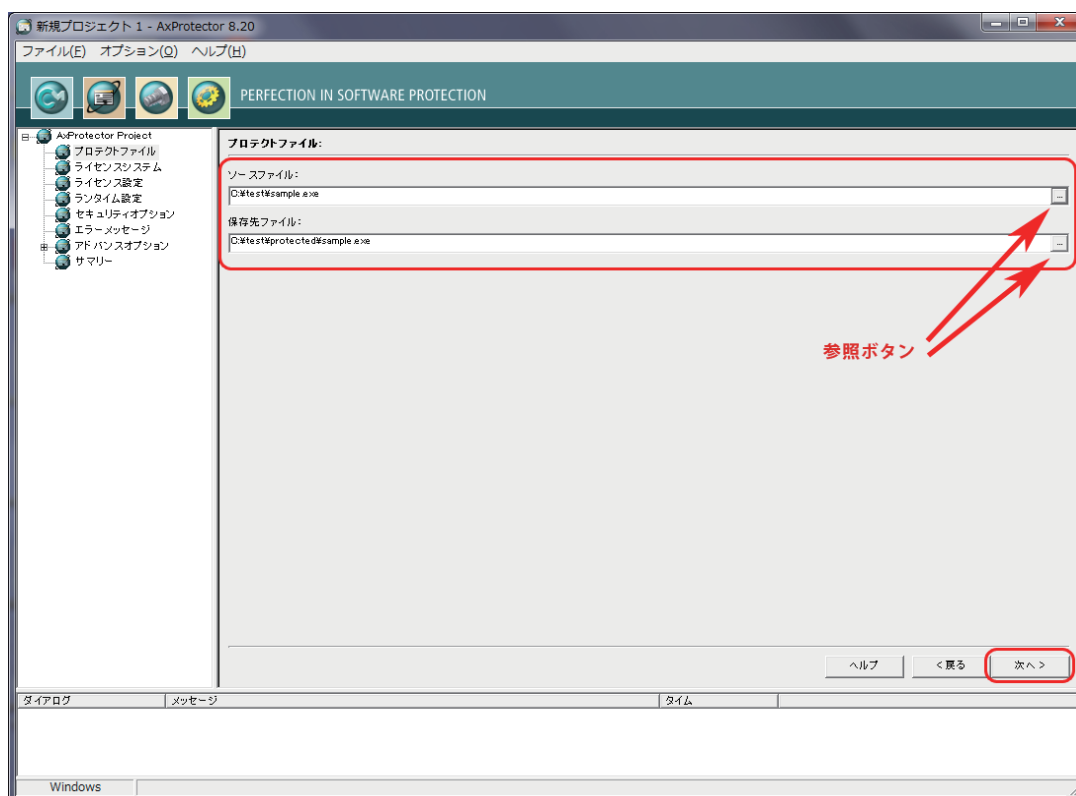 新規プロジェクト 1 - AxProtector 8.20
ファイル(F) オプション(O) ヘルプ(H)
PERFECTION IN SOFTWARE PROTECTION
AxProtector Project
プロテクトファイル
ライセンスシステム
ライセンス設定
ランタイム設定
セキュリティオプション
エラーメッセージ
アドバンスオプション
サマリー
プロテクトファイル:
ソースファイル:
C:¥test¥sample.exe
...
保存先ファイル:
C:¥test¥protected¥sample.exe
...
参照ボタン
ヘルプ
<戻る
次へ>
ダイアログ メッセージ タイム
Windows